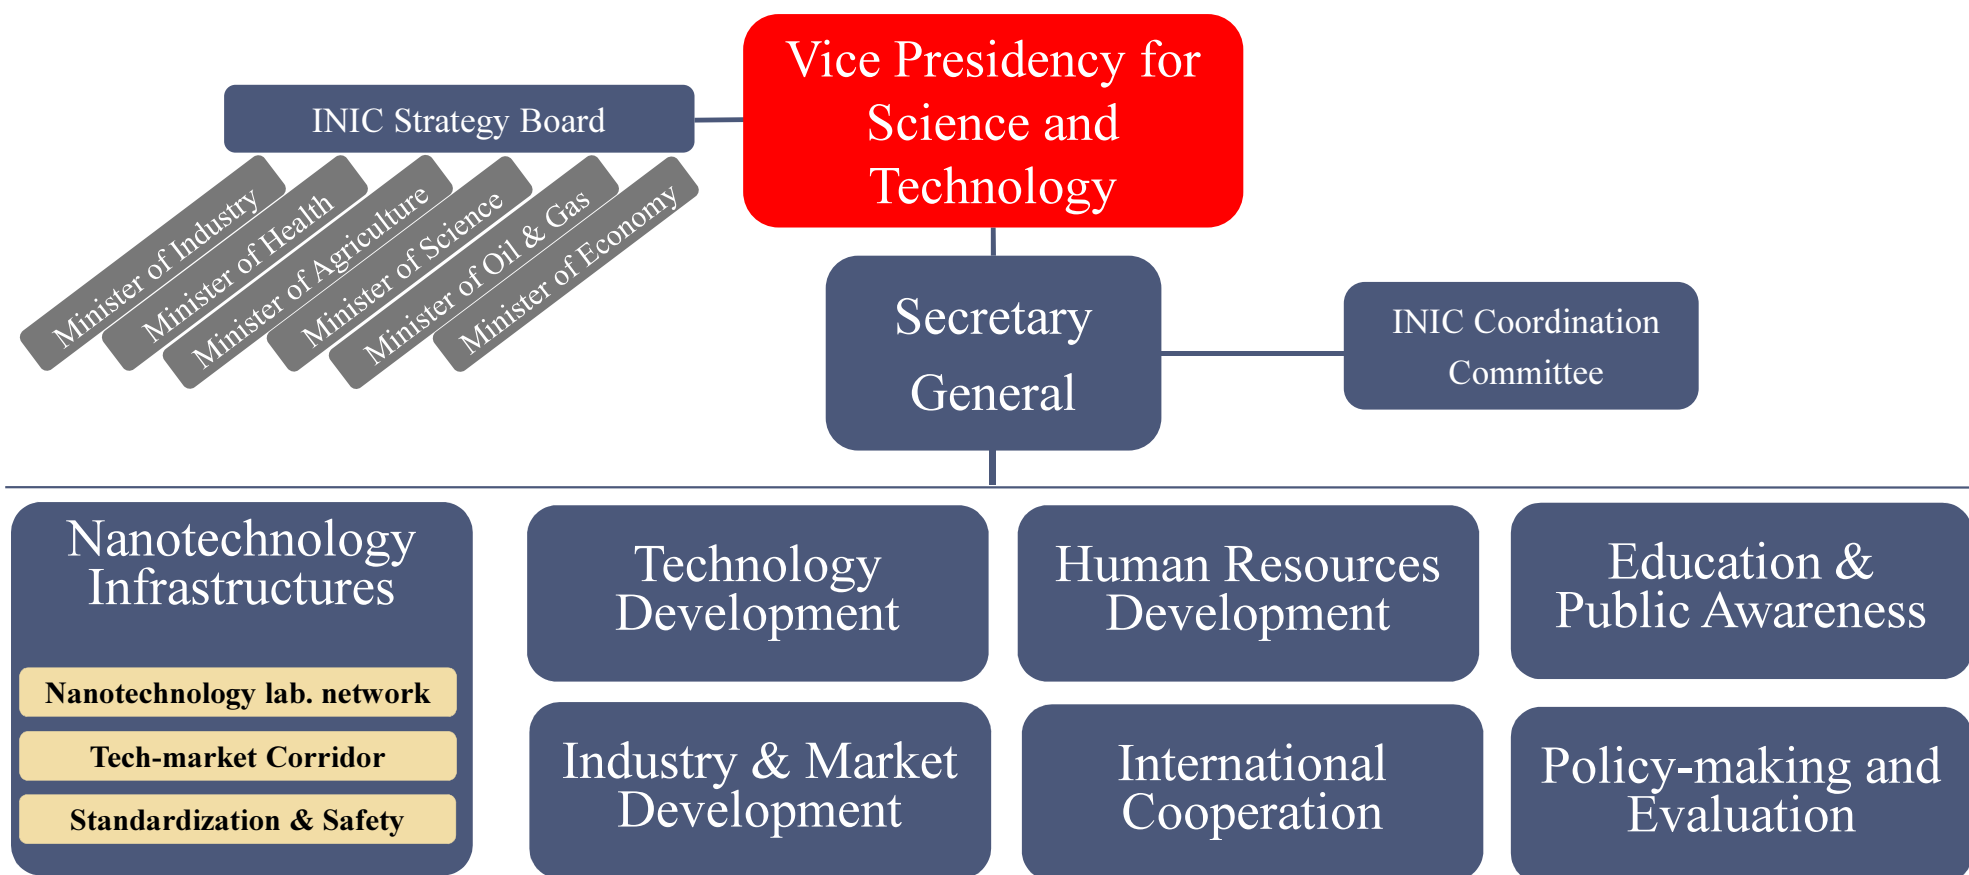 Vice Presidency for
Science and
Technology
INIC Strategy Board
Minister of Industry
Minister of Health
Minister of Agriculture
Minister of Science
Minister of Oil & Gas
Minister of Economy
Secretary
General
INIC Coordination
Committee
Nanotechnology
Infrastructures
Nanotechnology lab. network
Tech-market Corridor
Standardization & Safety
Technology
Development
Human Resources
Development
Education &
Public Awareness
Industry & Market
Development
International
Cooperation
Policy-making and
Evaluation